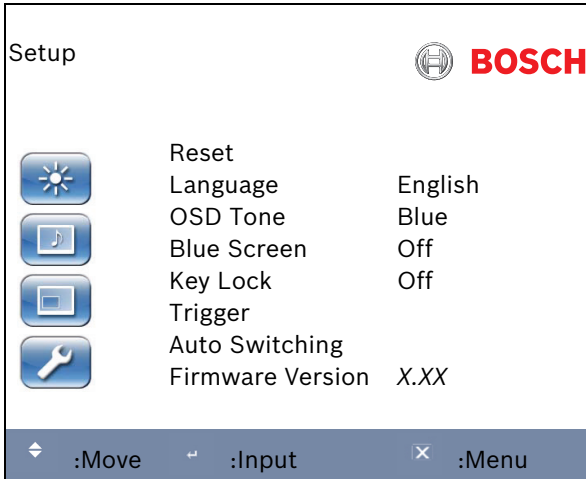 Setup
BOSCH
Reset
Language English
OSD Tone Blue
Blue Screen Off
Key Lock Off
Trigger
Auto Switching
Firmware Version X.XX
:Move :Input :Menu